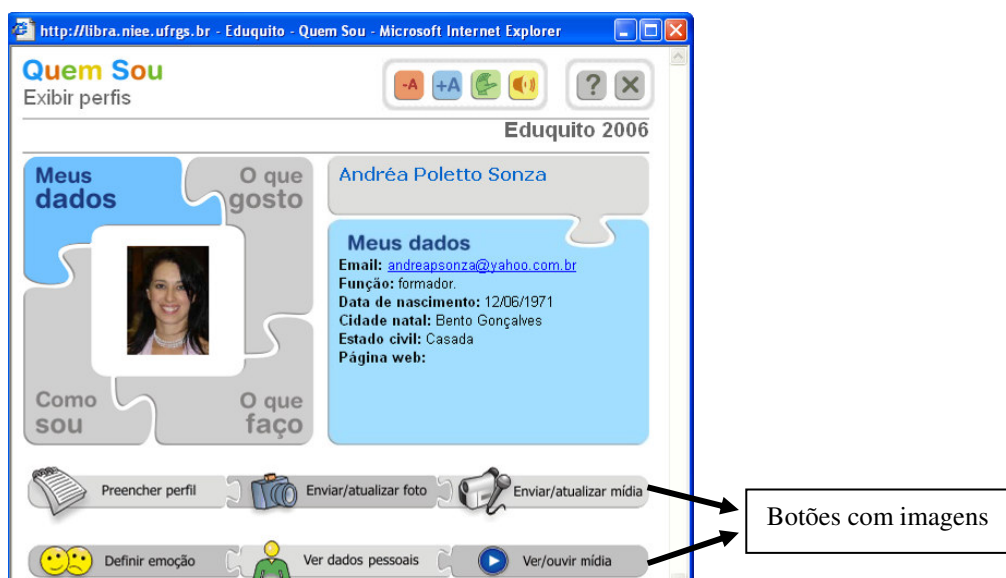 http://libra.niee.ufrgs.br - Eduquito - Quem Sou - Microsoft Internet Explorer
Quem Sou
Exibir perfis
-A +A ?
Eduquito 2006
Meus
dados
O que
gosto
Como
sou
O que
faço
Andréa Poletto Sonza
Meus dados
Email: andreapsonza@yahoo.com.br
Função: formador.
Data de nascimento: 12/06/1971
Cidade natal: Bento Gonçalves
Estado civil: Casada
Página web:
Preencher perfil Enviar/atualizar foto Enviar/atualizar mídia
Definir emoção Ver dados pessoais Ver/ouvir mídia
Botões com imagens